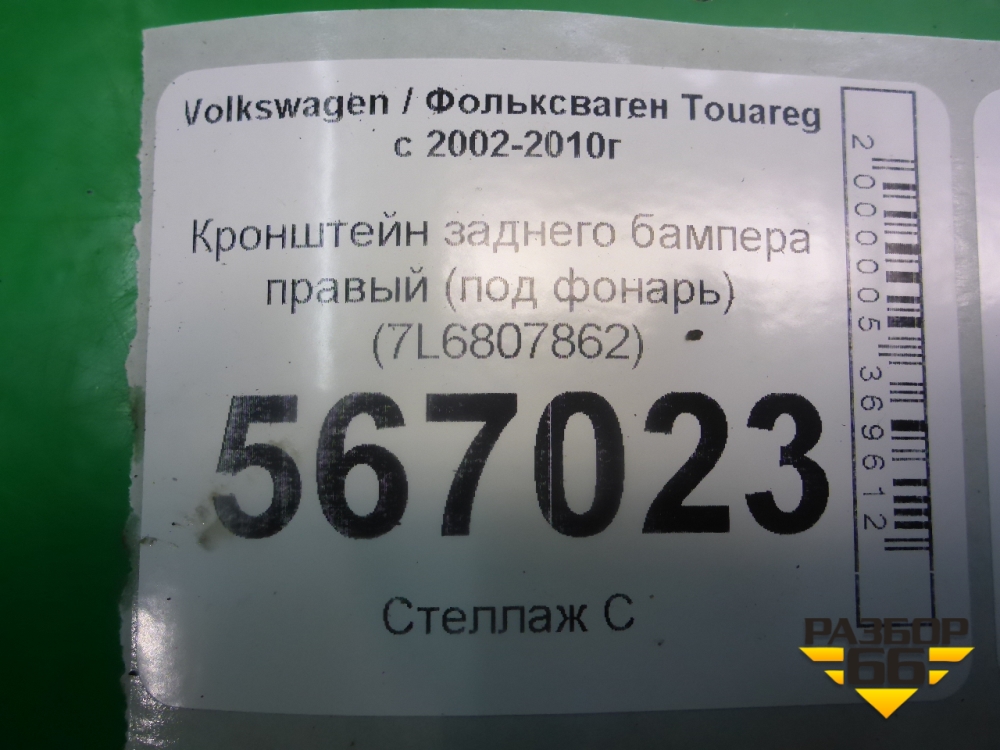 Volkswagen / Фольксваген Touareg
с 2002-2010г
Кронштейн заднего бампера
правый (под фонарь)
(7L6807862)
567023
Стеллаж С
2000005369612
РАЗБОР
66